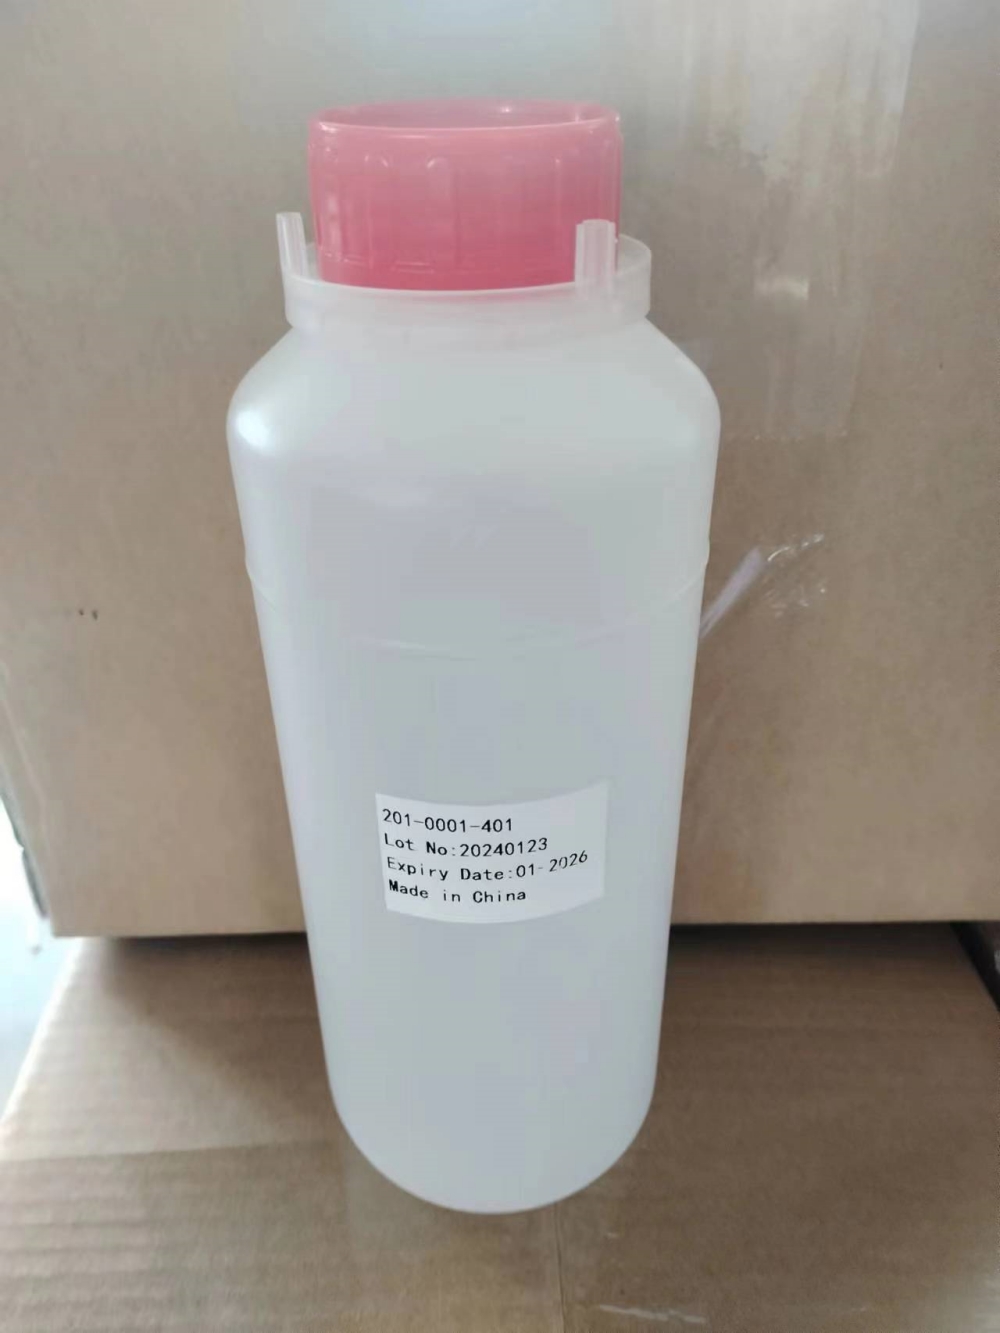 201-0001-401
Lot No:20240123
Expiry Date:01-2026
Made in China